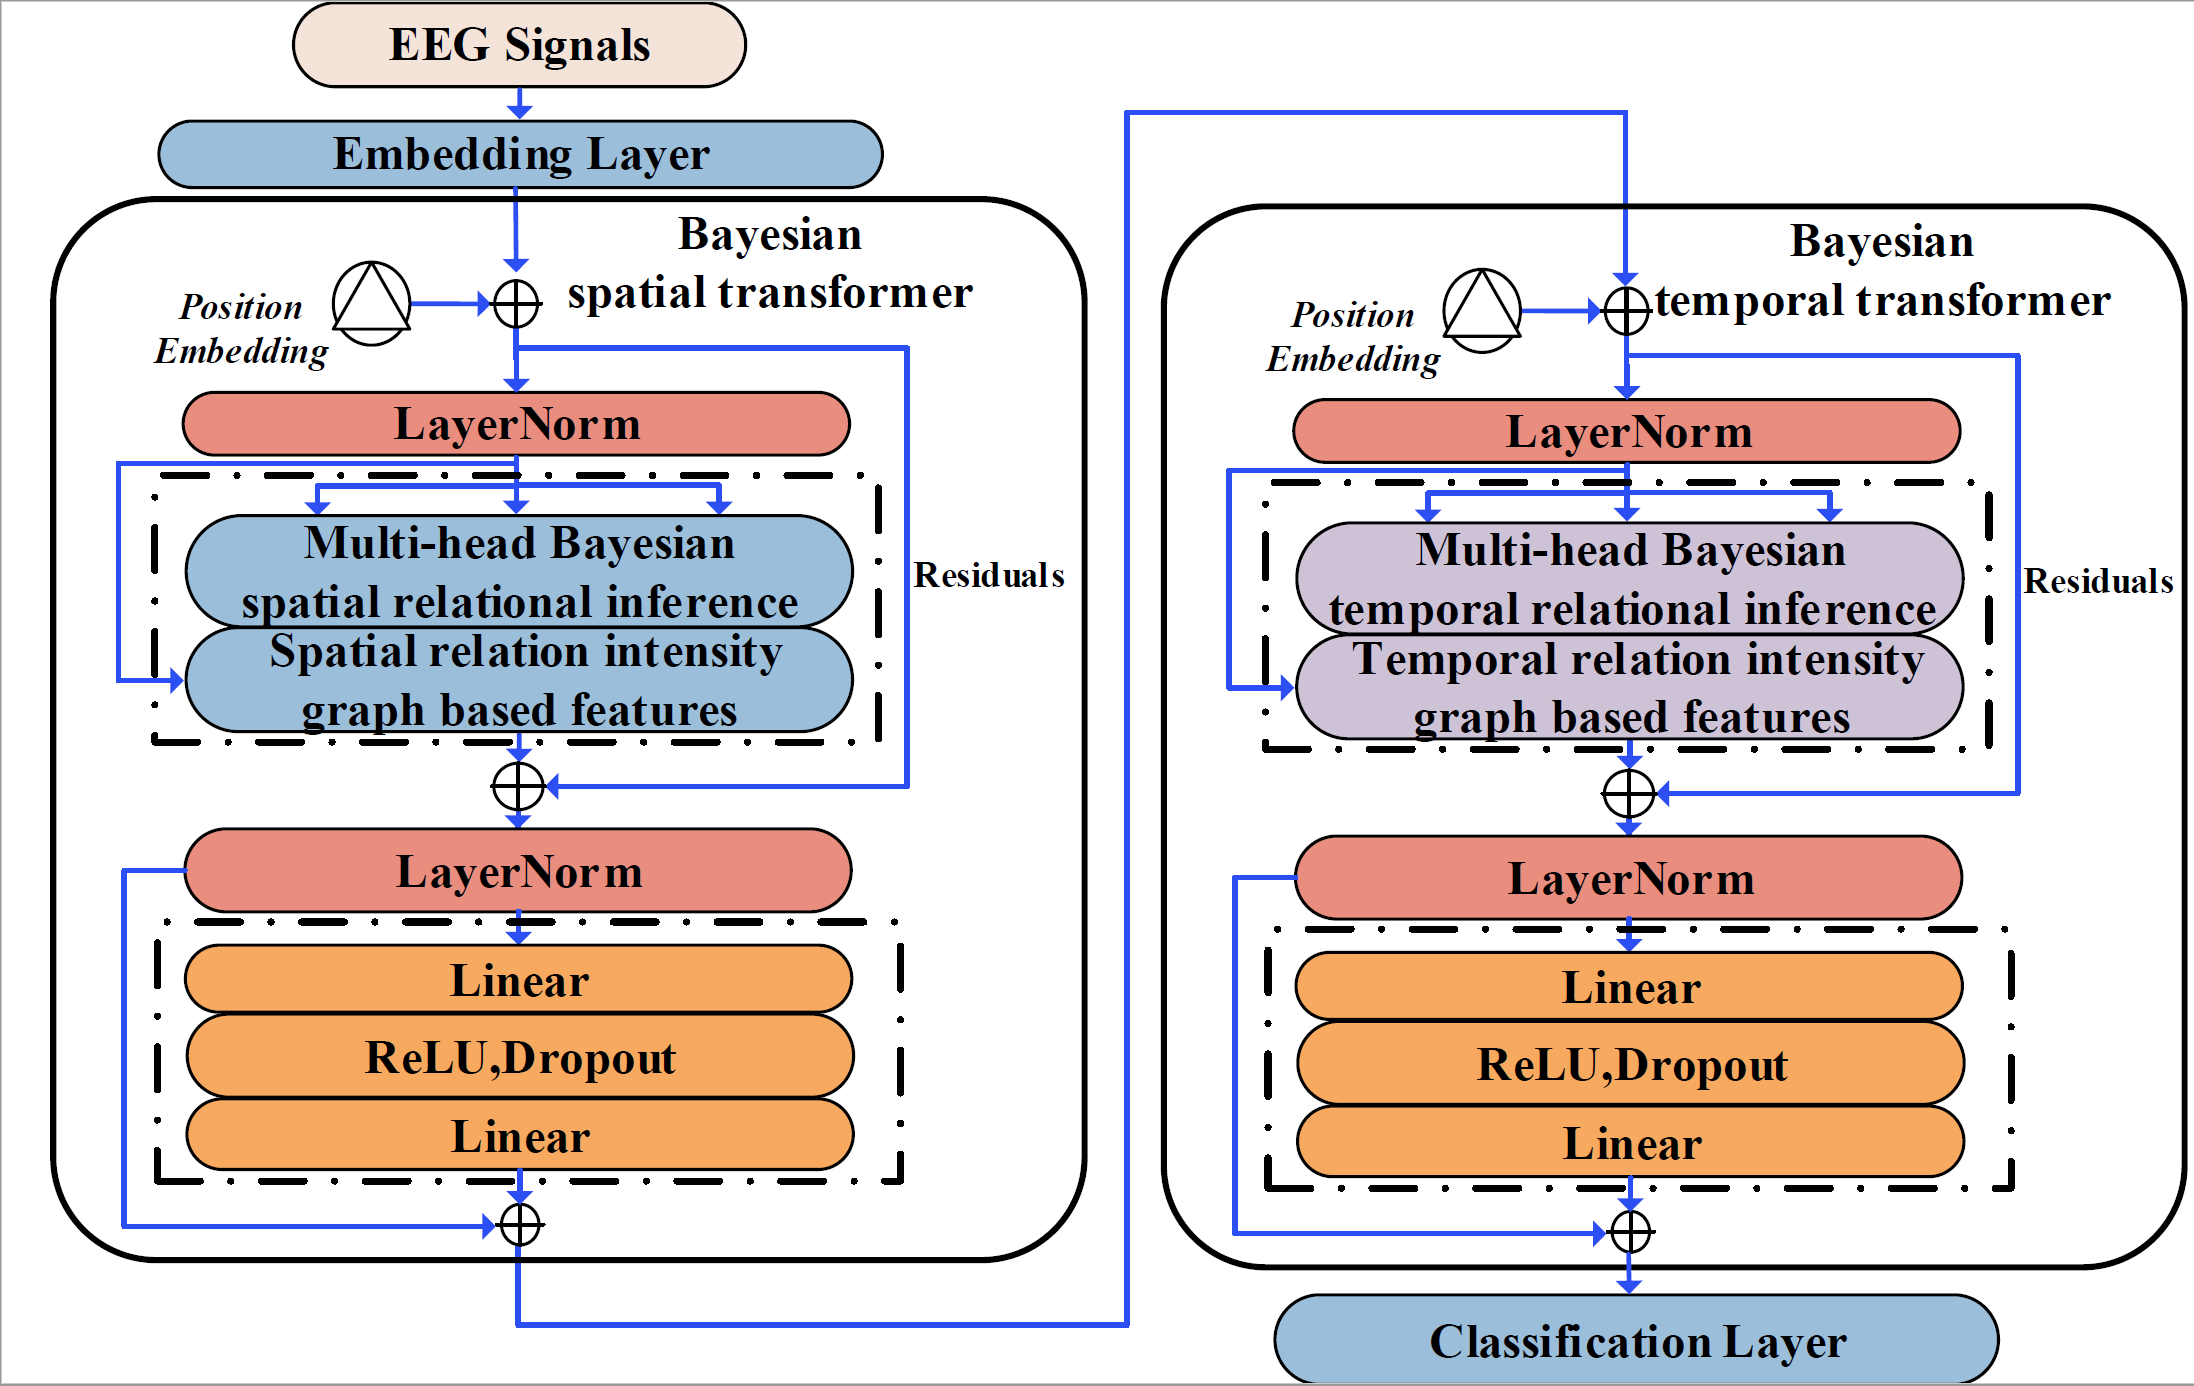 EEG Signals
Embedding Layer
Bayesian
spatial transformer
Position
Embedding
LayerNorm
Multi-head Bayesian
spatial relational inference
Spatial relation intensity
graph based features
Residuals
LayerNorm
Linear
ReLU,Dropout
Linear
Bayesian
temporal transformer
Position
Embedding
LayerNorm
Multi-head Bayesian
temporal relational inference
Temporal relation intensity
graph based features
Residuals
LayerNorm
Linear
ReLU,Dropout
Linear
Classification Layer